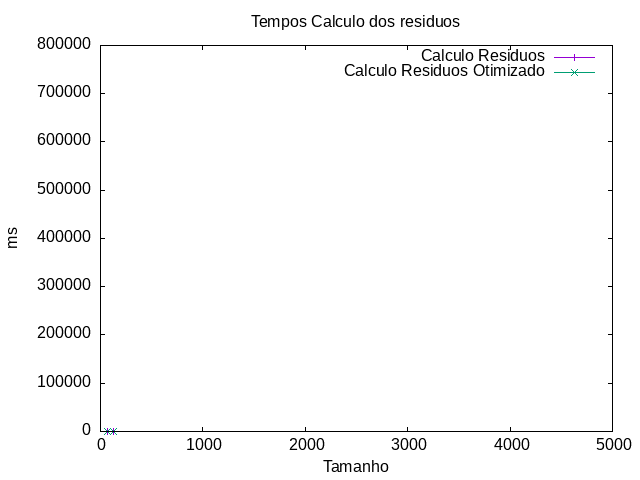 Tempos Calculo dos residuos
800000
700000
600000
500000
400000
300000
200000
100000
0
ms
Calculo Residuos
Calculo Residuos Otimizado
0 1000 2000 3000 4000 5000
Tamanho